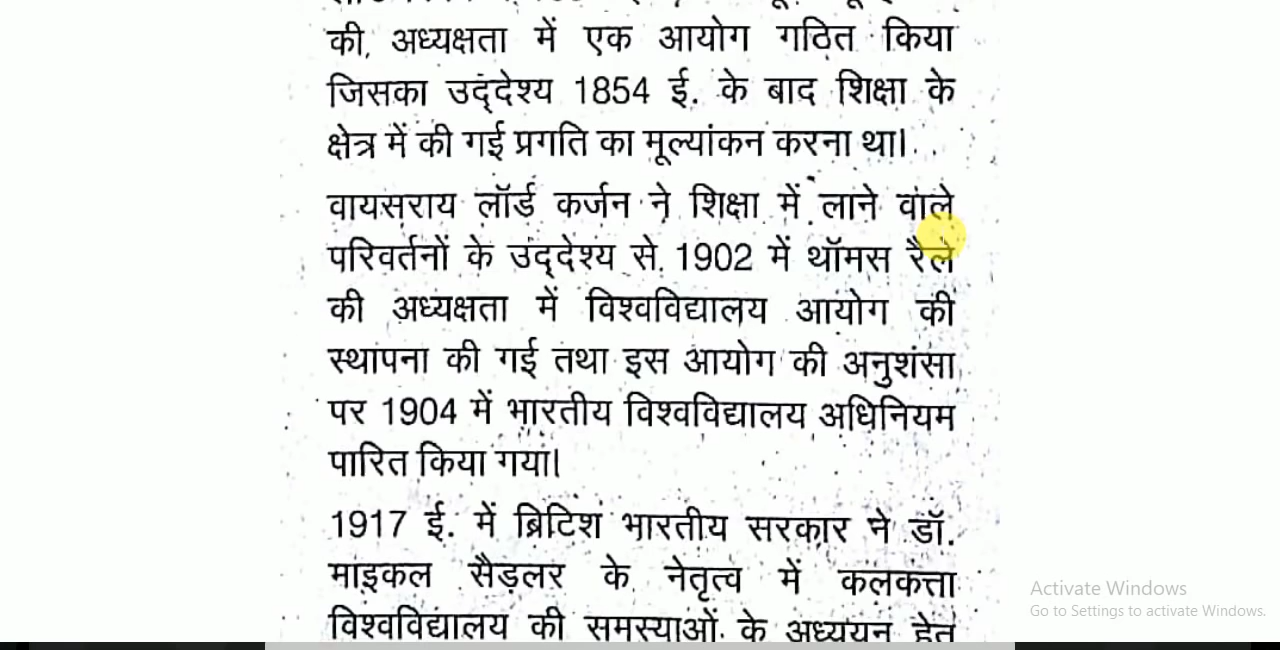 की, अध्यक्षता में एक आयोग गठित किया
जिसका उद्देश्य 1854 ई. के बाद शिक्षा के
क्षेत्र में की गई प्रगति का मूल्यांकन करना था।
वायसराय लॉर्ड कर्जन ने शिक्षा में लाने वाले
परिवर्तनों के उद्देश्य से 1902 में थॉमस रैले
की अध्यक्षता में विश्वविद्यालय आयोग की
स्थापना की गई तथा इस आयोग की अनुशंसा
पर 1904 में भारतीय विश्वविद्यालय अधिनियम
पारित किया गया।
1917 ई. में ब्रिटिश भारतीय सरकार ने डॉ.
माइकल सैड़लर के नेतृत्व में कलकत्ता
विश्वविद्यालय की समस्याओं के अध्ययन हेतु
Activate Windows
Go to Settings to activate Windows.